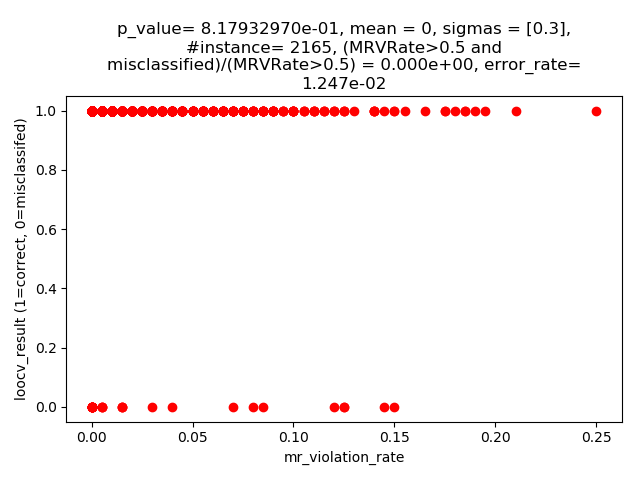 p_value= 8.17932970e-01, mean = 0, sigmas = [0.3],
#instance= 2165, (MRVRate>0.5 and
misclassified)/(MRVRate>0.5) = 0.000e+00, error_rate=
1.247e-02
1.0
0.8
0.6
0.4
0.2
0.0
loocv_result (1=correct, 0=misclassifed)
0.00 0.05 0.10 0.15 0.20 0.25
mr_violation_rate